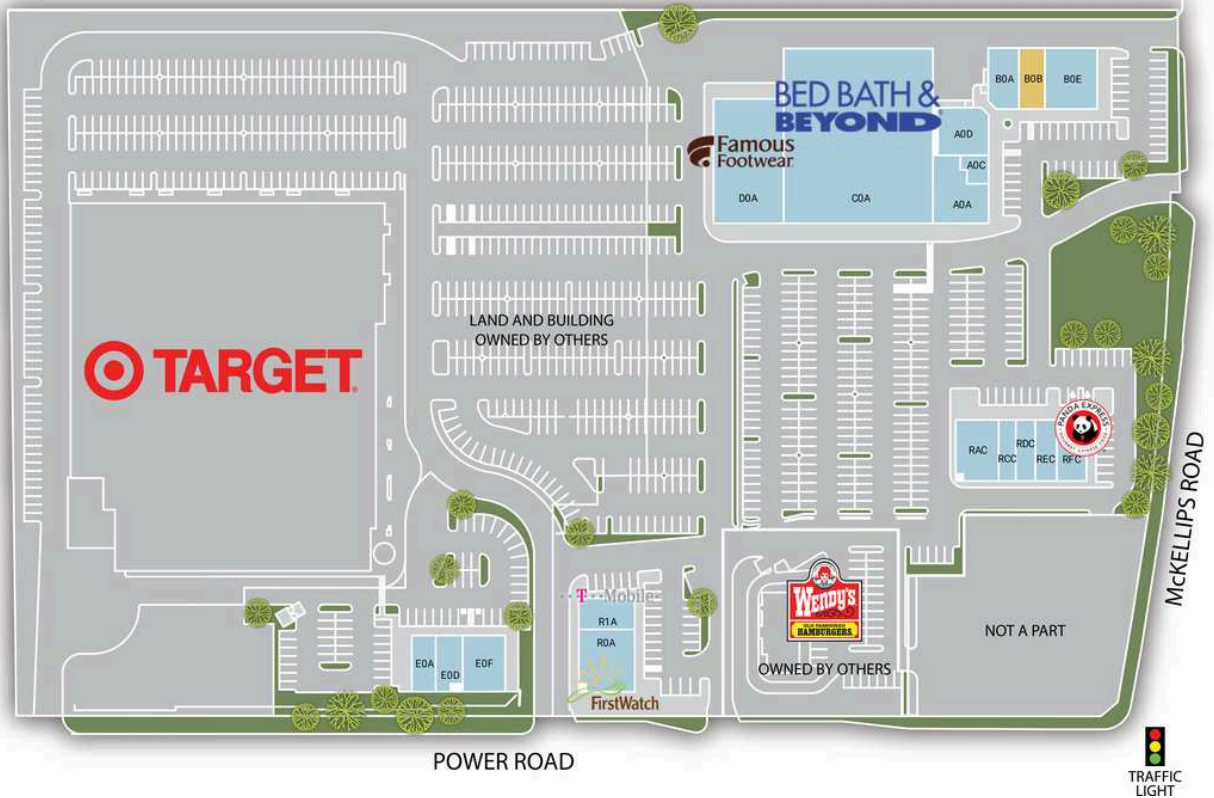 BED BATH &
BEYOND
Famous
Footwear
B0A
B0B
B0E
A0D
A0C
A0A
D0A
C0A
LAND AND BUILDING
OWNED BY OTHERS
TARGET
PANDA EXPRESS
RAC
RCC
RDC
REC
RFC
McKELLIPS ROAD
T··Mobile·
R1A
R0A
FirstWatch
WENDY'S
OLD FASHIONED
HAMBURGERS
OWNED BY OTHERS
NOT A PART
E0A
E0D
E0F
POWER ROAD
TRAFFIC
LIGHT